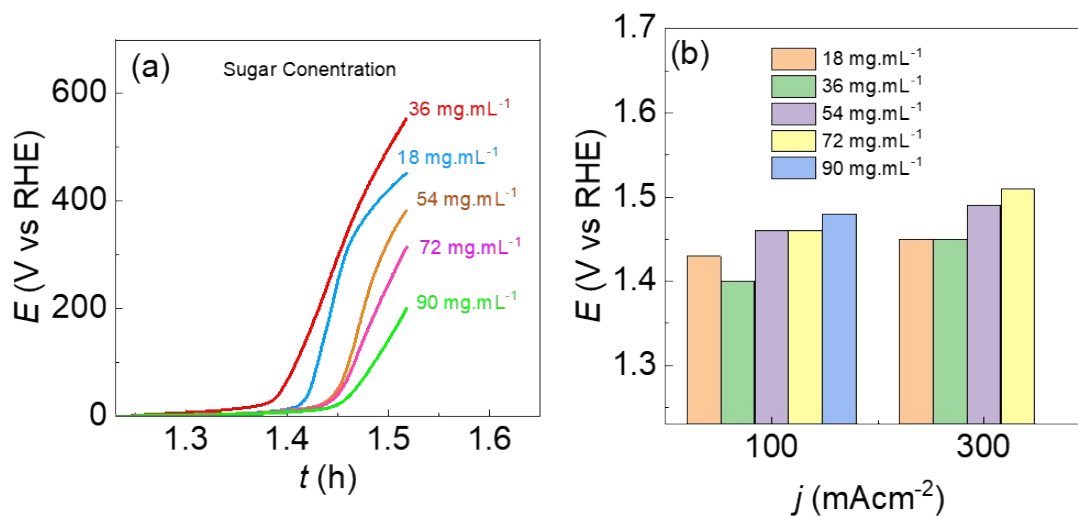 (a)
Sugar Conentration
36 mg.mL⁻¹
18 mg.mL⁻¹
54 mg.mL⁻¹
72 mg.mL⁻¹
90 mg.mL⁻¹
600
400
200
0
E (V vs RHE)
1.3 1.4 1.5 1.6
t (h)
(b)
18 mg.mL⁻¹
36 mg.mL⁻¹
54 mg.mL⁻¹
72 mg.mL⁻¹
90 mg.mL⁻¹
1.7
1.6
1.5
1.4
1.3
E (V vs RHE)
100 300
j (mAcm⁻²)